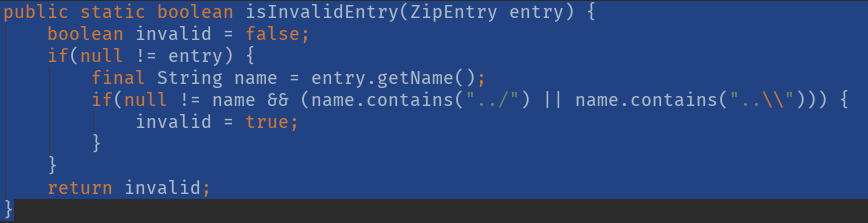 public static boolean isInvalidEntry(ZipEntry entry) {
    boolean invalid = false;
    if(null != entry) {
        final String name = entry.getName();
        if(null != name && (name.contains("../") || name.contains("..\\"))) {
            invalid = true;
        }
    }
    return invalid;
}